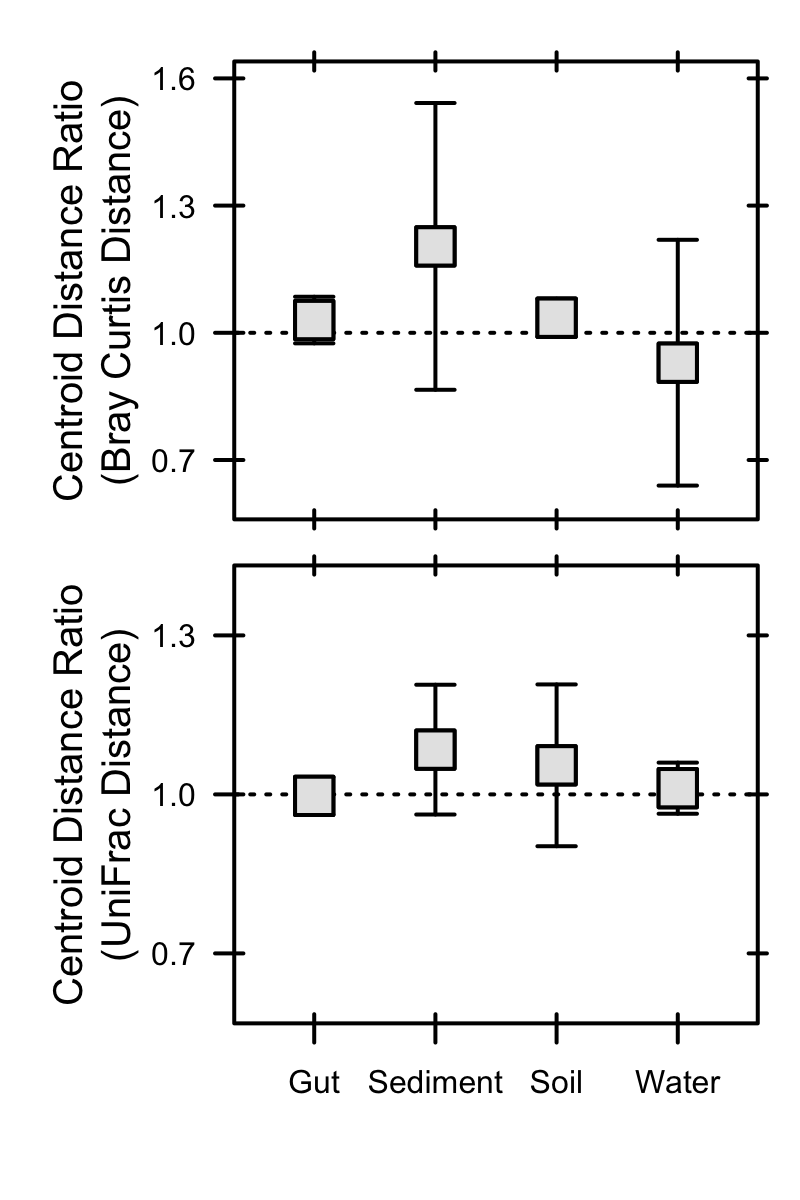 Centroid Distance Ratio
(Bray Curtis Distance)
1.6
1.3
1.0
0.7
Centroid Distance Ratio
(UniFrac Distance)
1.3
1.0
0.7
Gut Sediment Soil Water